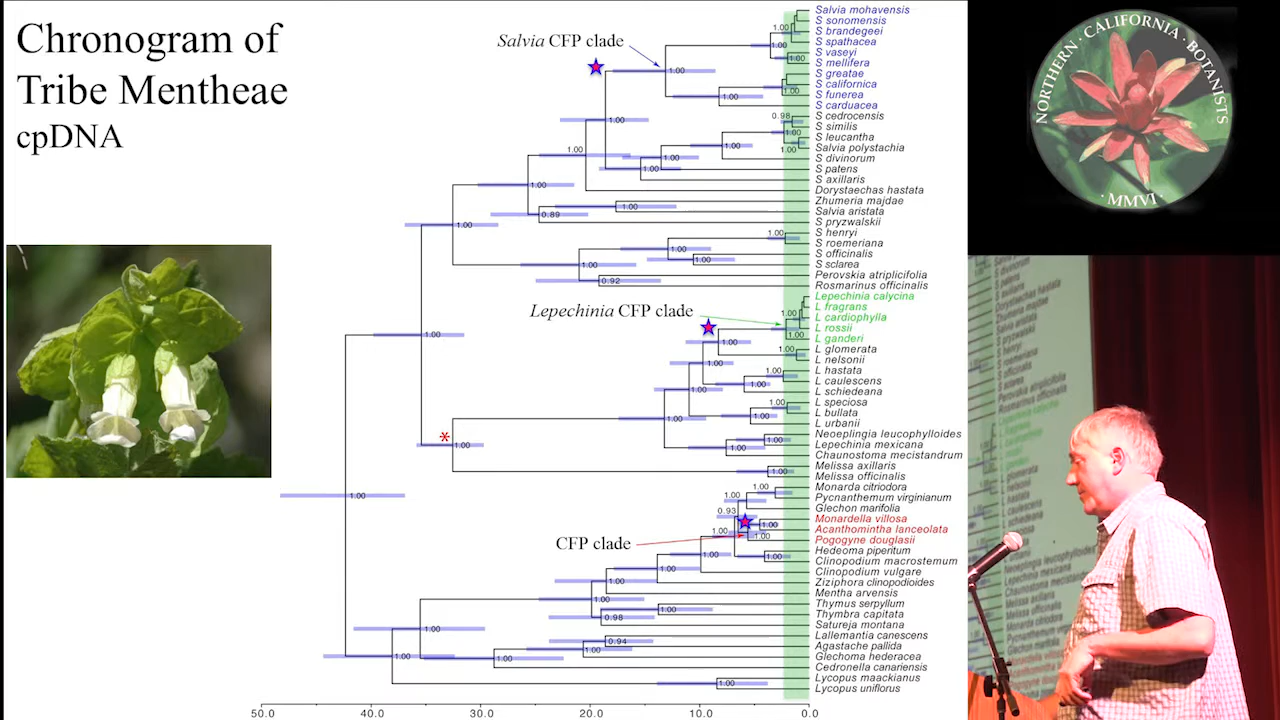 Chronogram of
Tribe Mentheae
cpDNA
Salvia CFP clade
Lepechinia CFP clade
CFP clade
Salvia mohavensis
S sonomensis
S brandegeei
S spathacea
S vaseyi
S mellifera
S greatae
S californica
S funerea
S carduacea
S cedrocensis
S similis
S leucantha
Salvia polystachia
S divinorum
S patens
S axillaris
Dorystaechas hastata
Zhumeria majdae
Salvia aristata
S pryzwalskii
S henryi
S roemeriana
S officinalis
S sclarea
Perovskia atriplicifolia
Rosmarinus officinalis
Lepechinia calycina
L fragrans
L cardiophylla
L rossii
L ganderi
L glomerata
L nelsonii
L hastata
L caulescens
L schiedeana
L speciosa
L bullata
L urbanii
Neoeplingia leucophylloides
Lepechinia mexicana
Chaunostoma mecistandrum
Melissa axillaris
Melissa officinalis
Monarda citriodora
Pycnanthemum virginianum
Glechon marifolia
Monardella villosa
Acanthomintha lanceolata
Pogogyne douglasii
Hedeoma piperitum
Clinopodium macrostemum
Clinopodium vulgare
Ziziphora clinopodioides
Mentha arvensis
Thymus serpyllum
Thymbra capitata
Satureja montana
Lallemantia canescens
Agastache pallida
Glechoma hederacea
Cedronella canariensis
Lycopus maackianus
Lycopus uniflorus
50.0 40.0 30.0 20.0 10.0 0.0
NORTHERN · CALIFORNIA · BOTANISTS
· MMVI ·